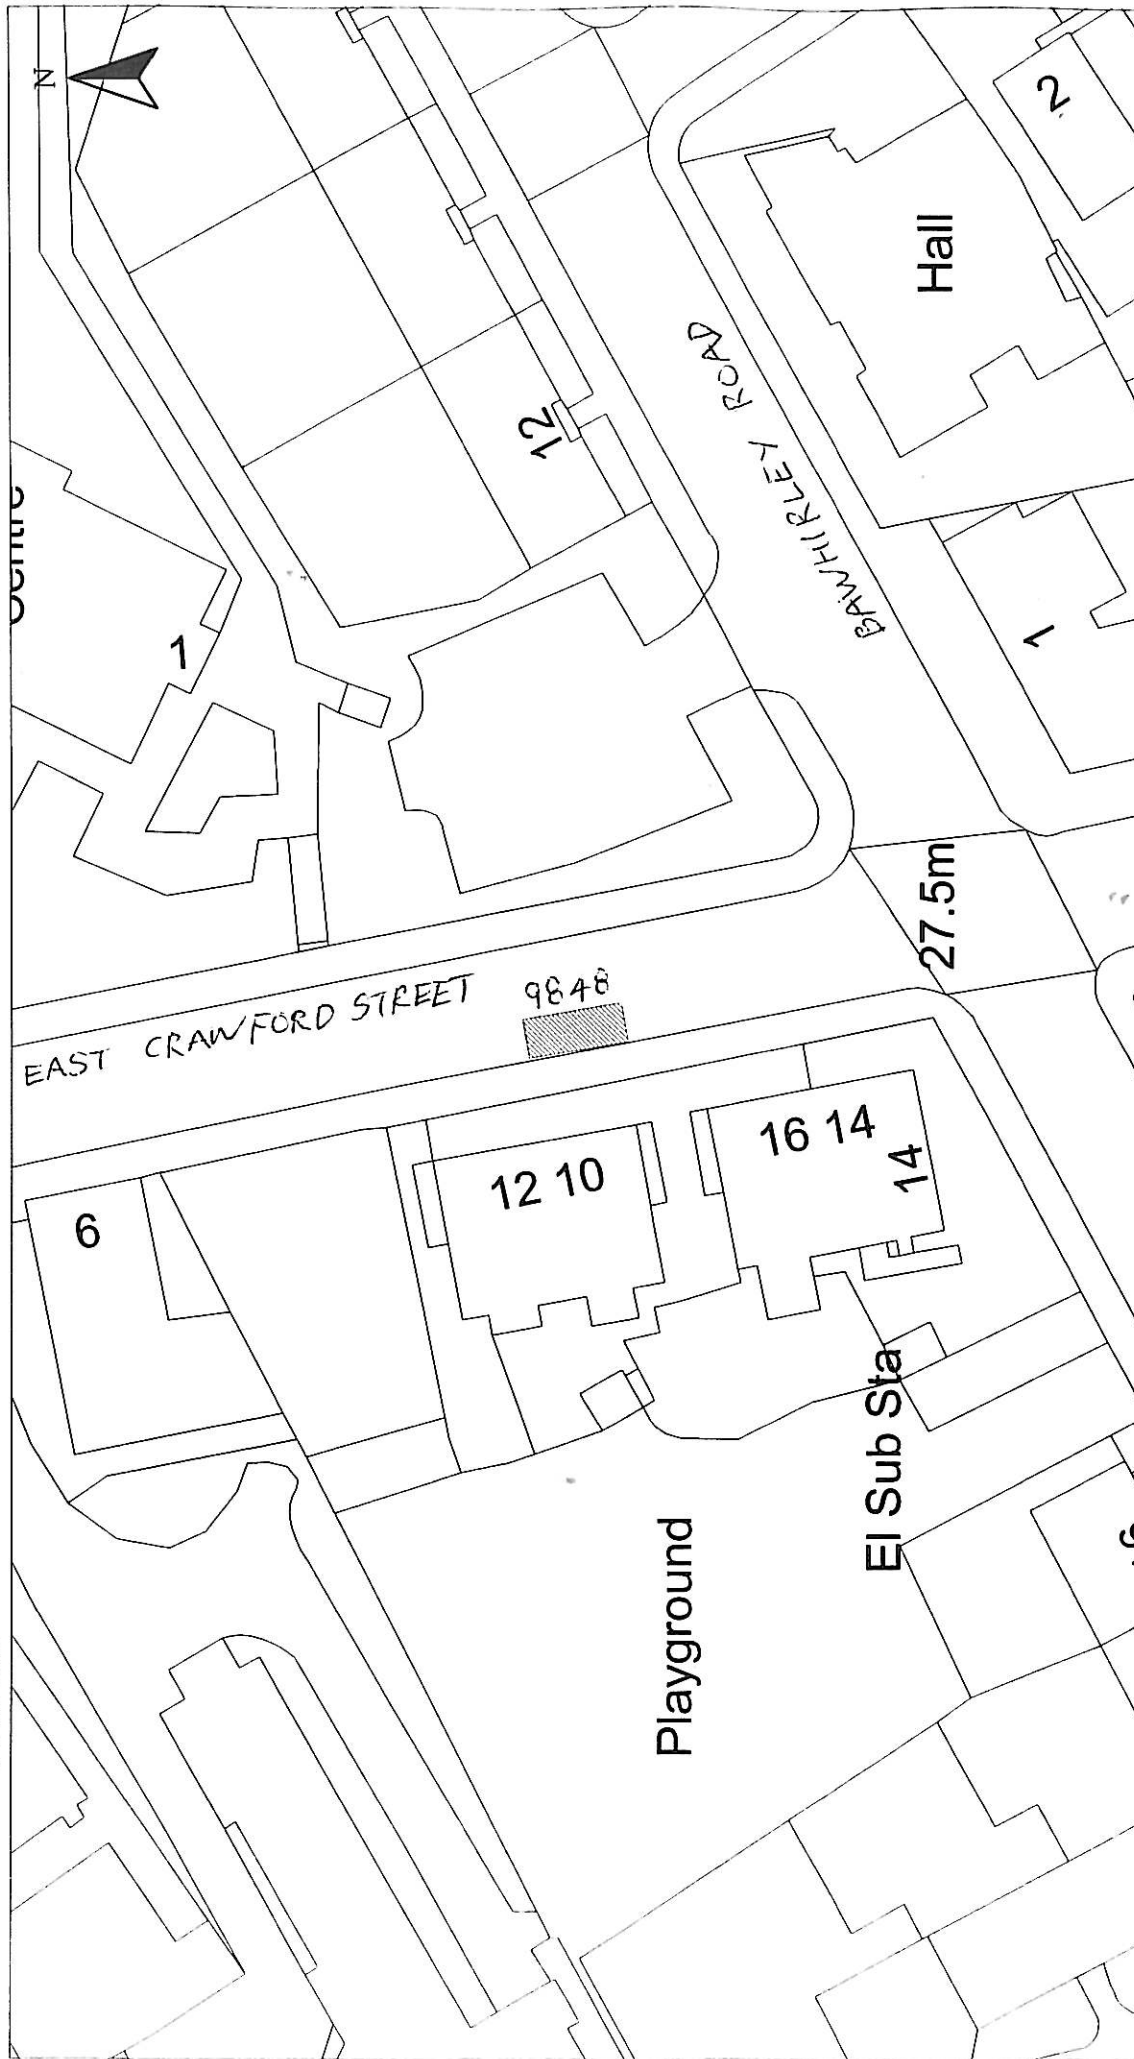 N
2
Hall
12
BAWHIRLEY ROAD
1
1
27.5m
EAST CRAWFORD STREET
9848
6
12 10
16 14
14
El Sub Sta
Playground